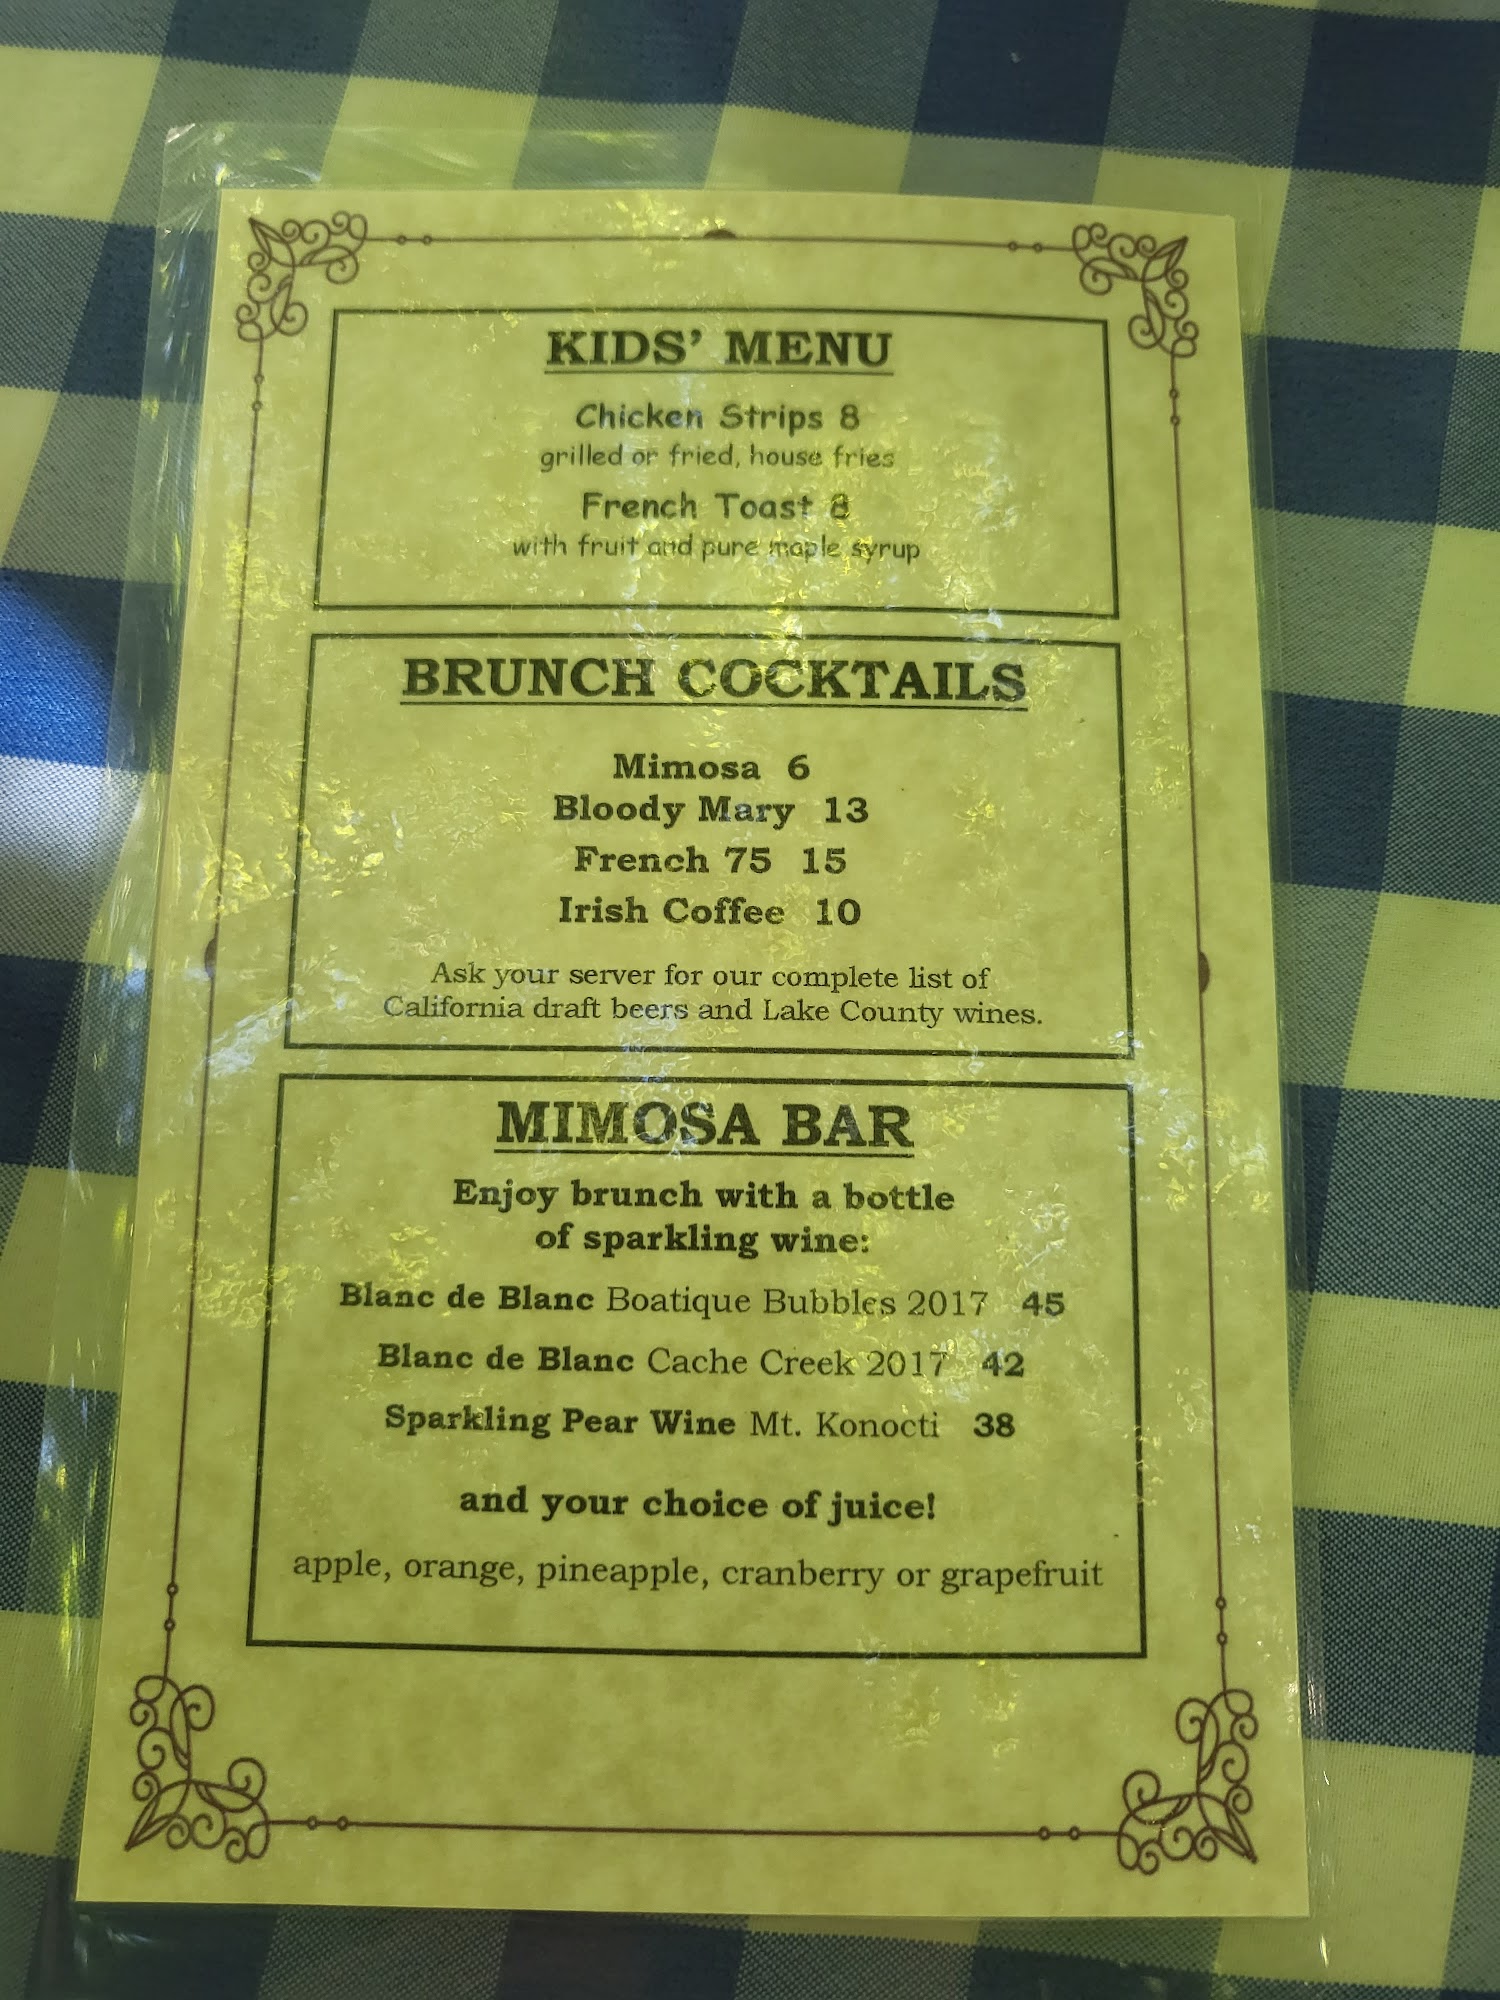 KIDS' MENU
Chicken Strips 8
grilled or fried, house fries
French Toast 8
with fruit and pure maple syrup
BRUNCH COCKTAILS
Mimosa 6
Bloody Mary 13
French 75 15
Irish Coffee 10
Ask your server for our complete list of
California draft beers and Lake County wines.
MIMOSA BAR
Enjoy brunch with a bottle
of sparkling wine:
Blanc de Blanc Boatique Bubbles 2017 45
Blanc de Blanc Cache Creek 2017 42
Sparkling Pear Wine Mt. Konocti 38
and your choice of juice!
apple, orange, pineapple, cranberry or grapefruit